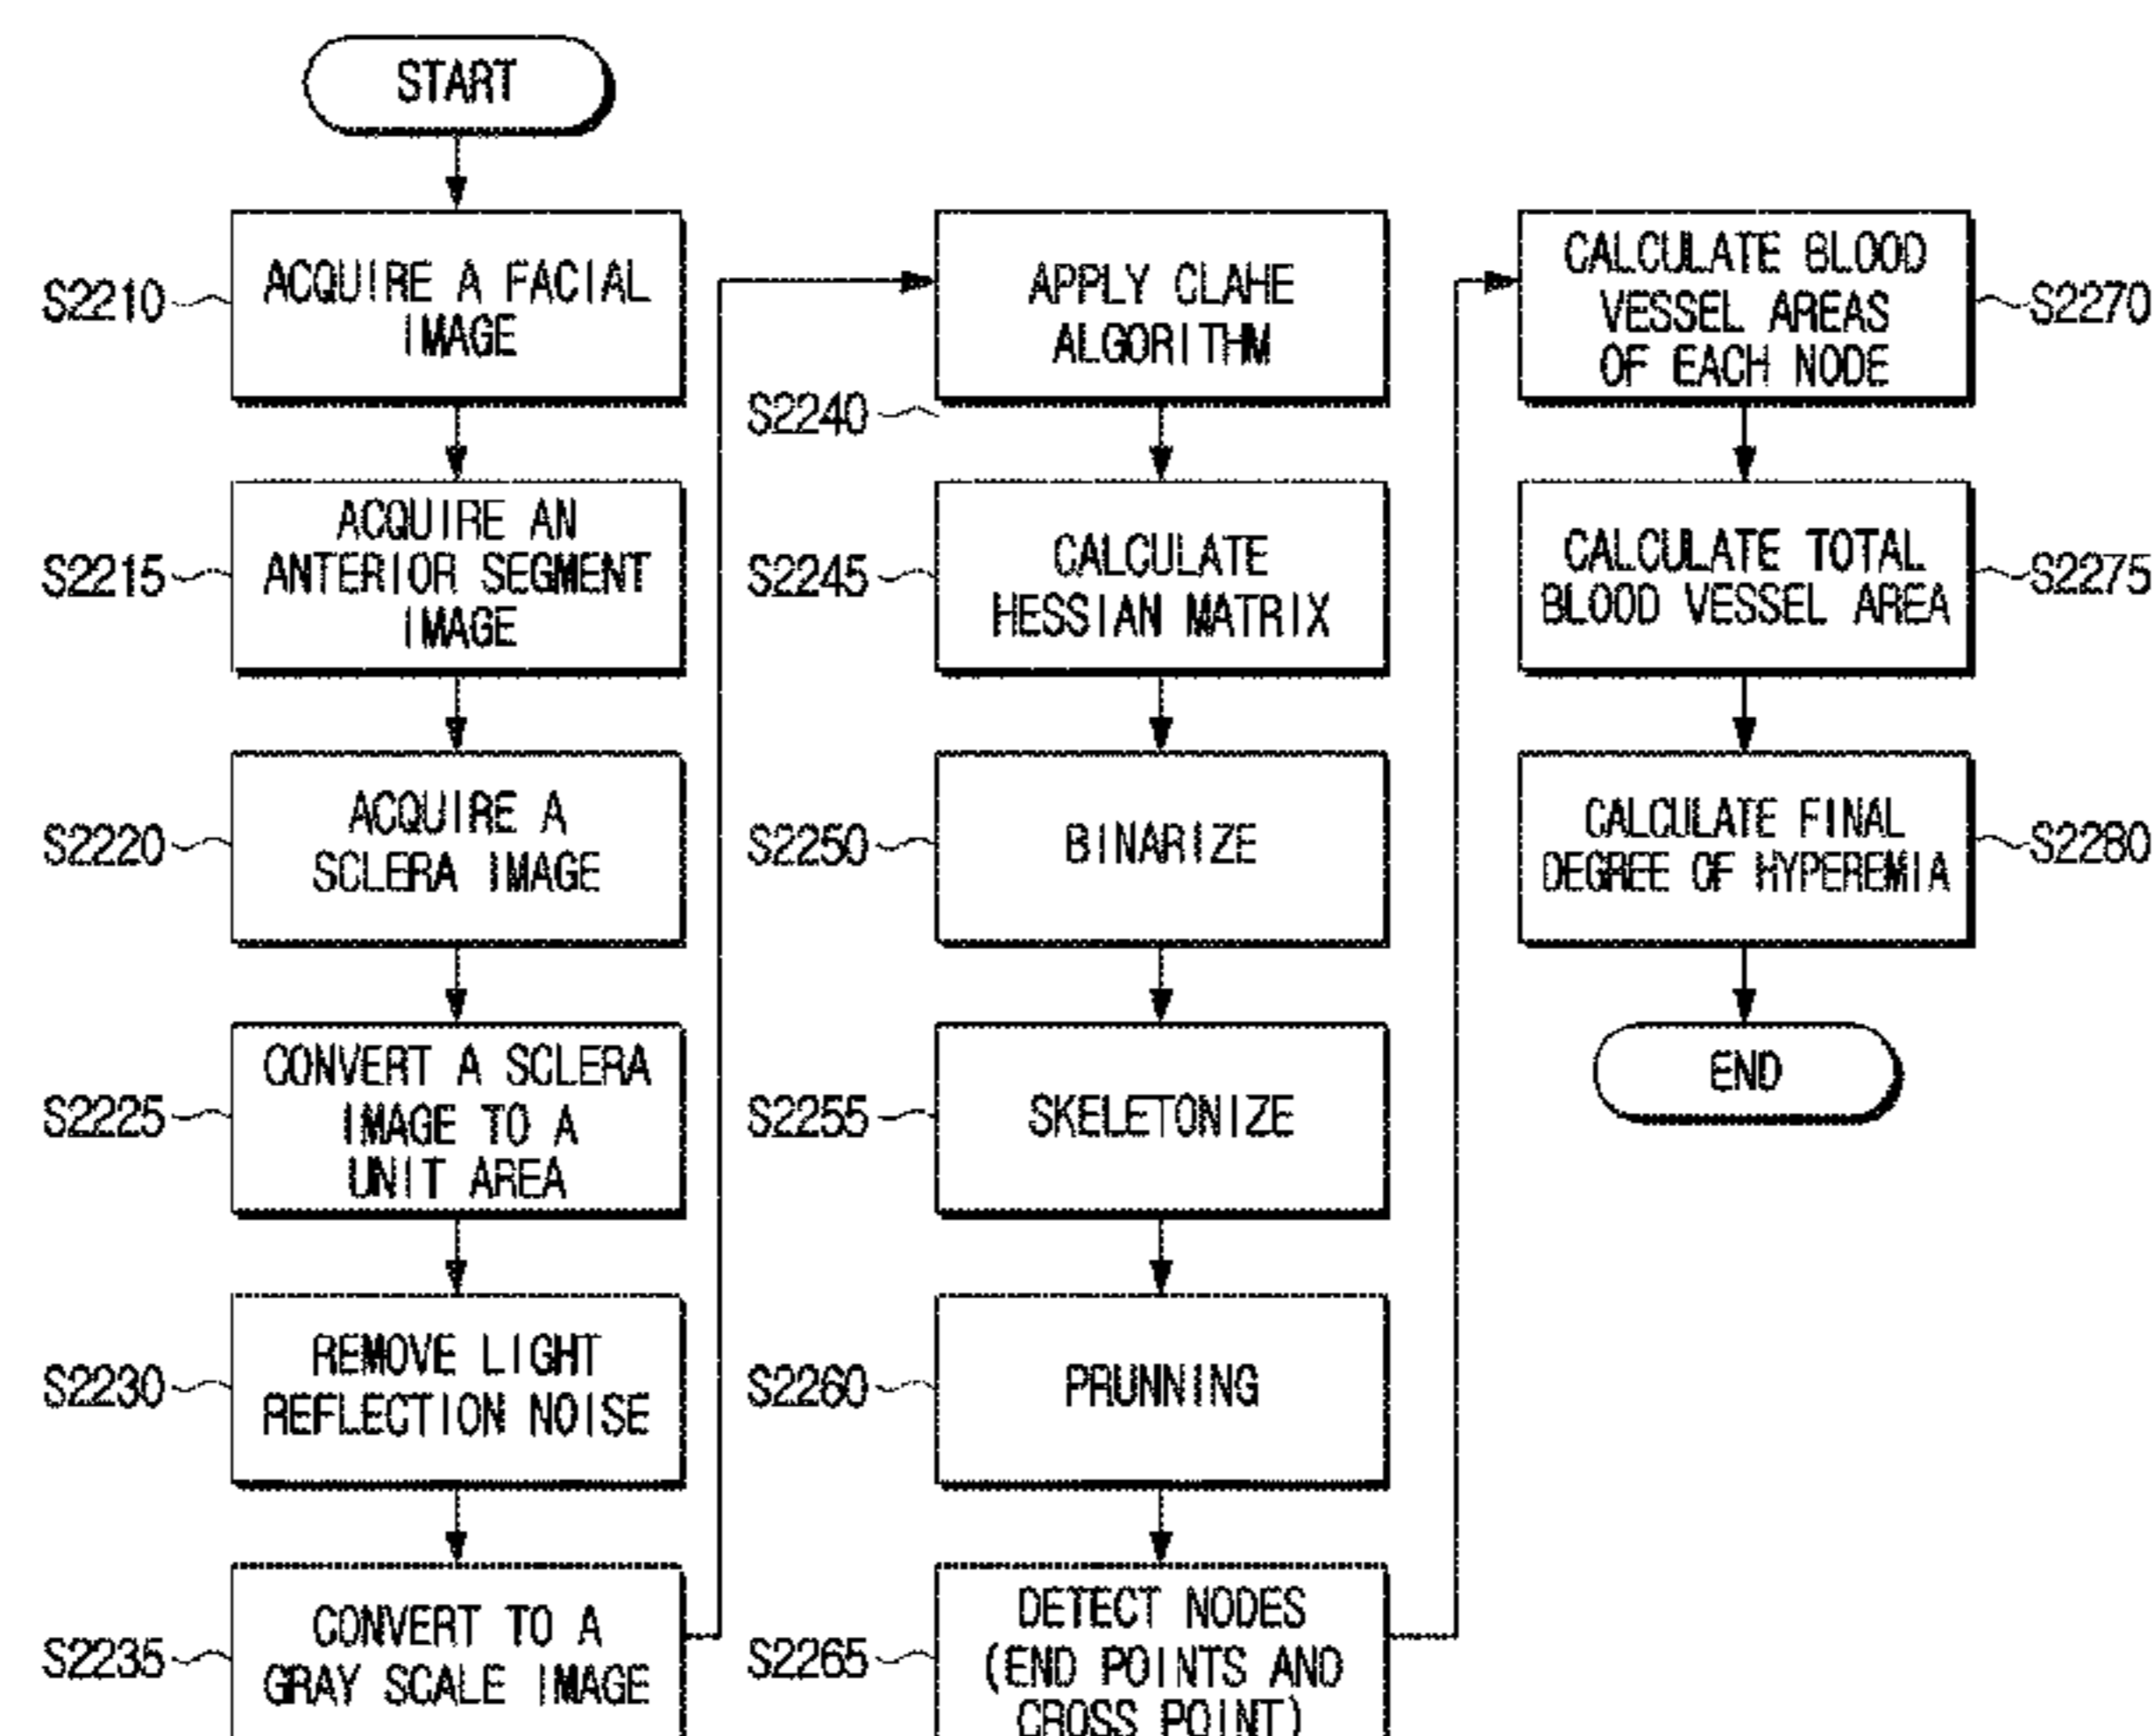 START
S2210
ACQUIRE A FACIAL
IMAGE
S2215
ACQUIRE AN
ANTERIOR SEGMENT
IMAGE
S2220
ACQUIRE A
SCLERA IMAGE
S2225
CONVERT A SCLERA
IMAGE TO A
UNIT AREA
S2230
REMOVE LIGHT
REFLECTION NOISE
S2235
CONVERT TO A
GRAY SCALE IMAGE
APPLY CLAHE
ALGORITHM
S2240
S2245
CALCULATE
HESSIAN MATRIX
S2250
BINARIZE
S2255
SKELETONIZE
S2260
PRUNNING
S2265
DETECT NODES
(END POINTS AND
CROSS POINT)
CALCULATE BLOOD
VESSEL AREAS
OF EACH NODE
S2270
CALCULATE TOTAL
BLOOD VESSEL AREA
S2275
CALCULATE FINAL
DEGREE OF HYPEREMIA
S2280
END